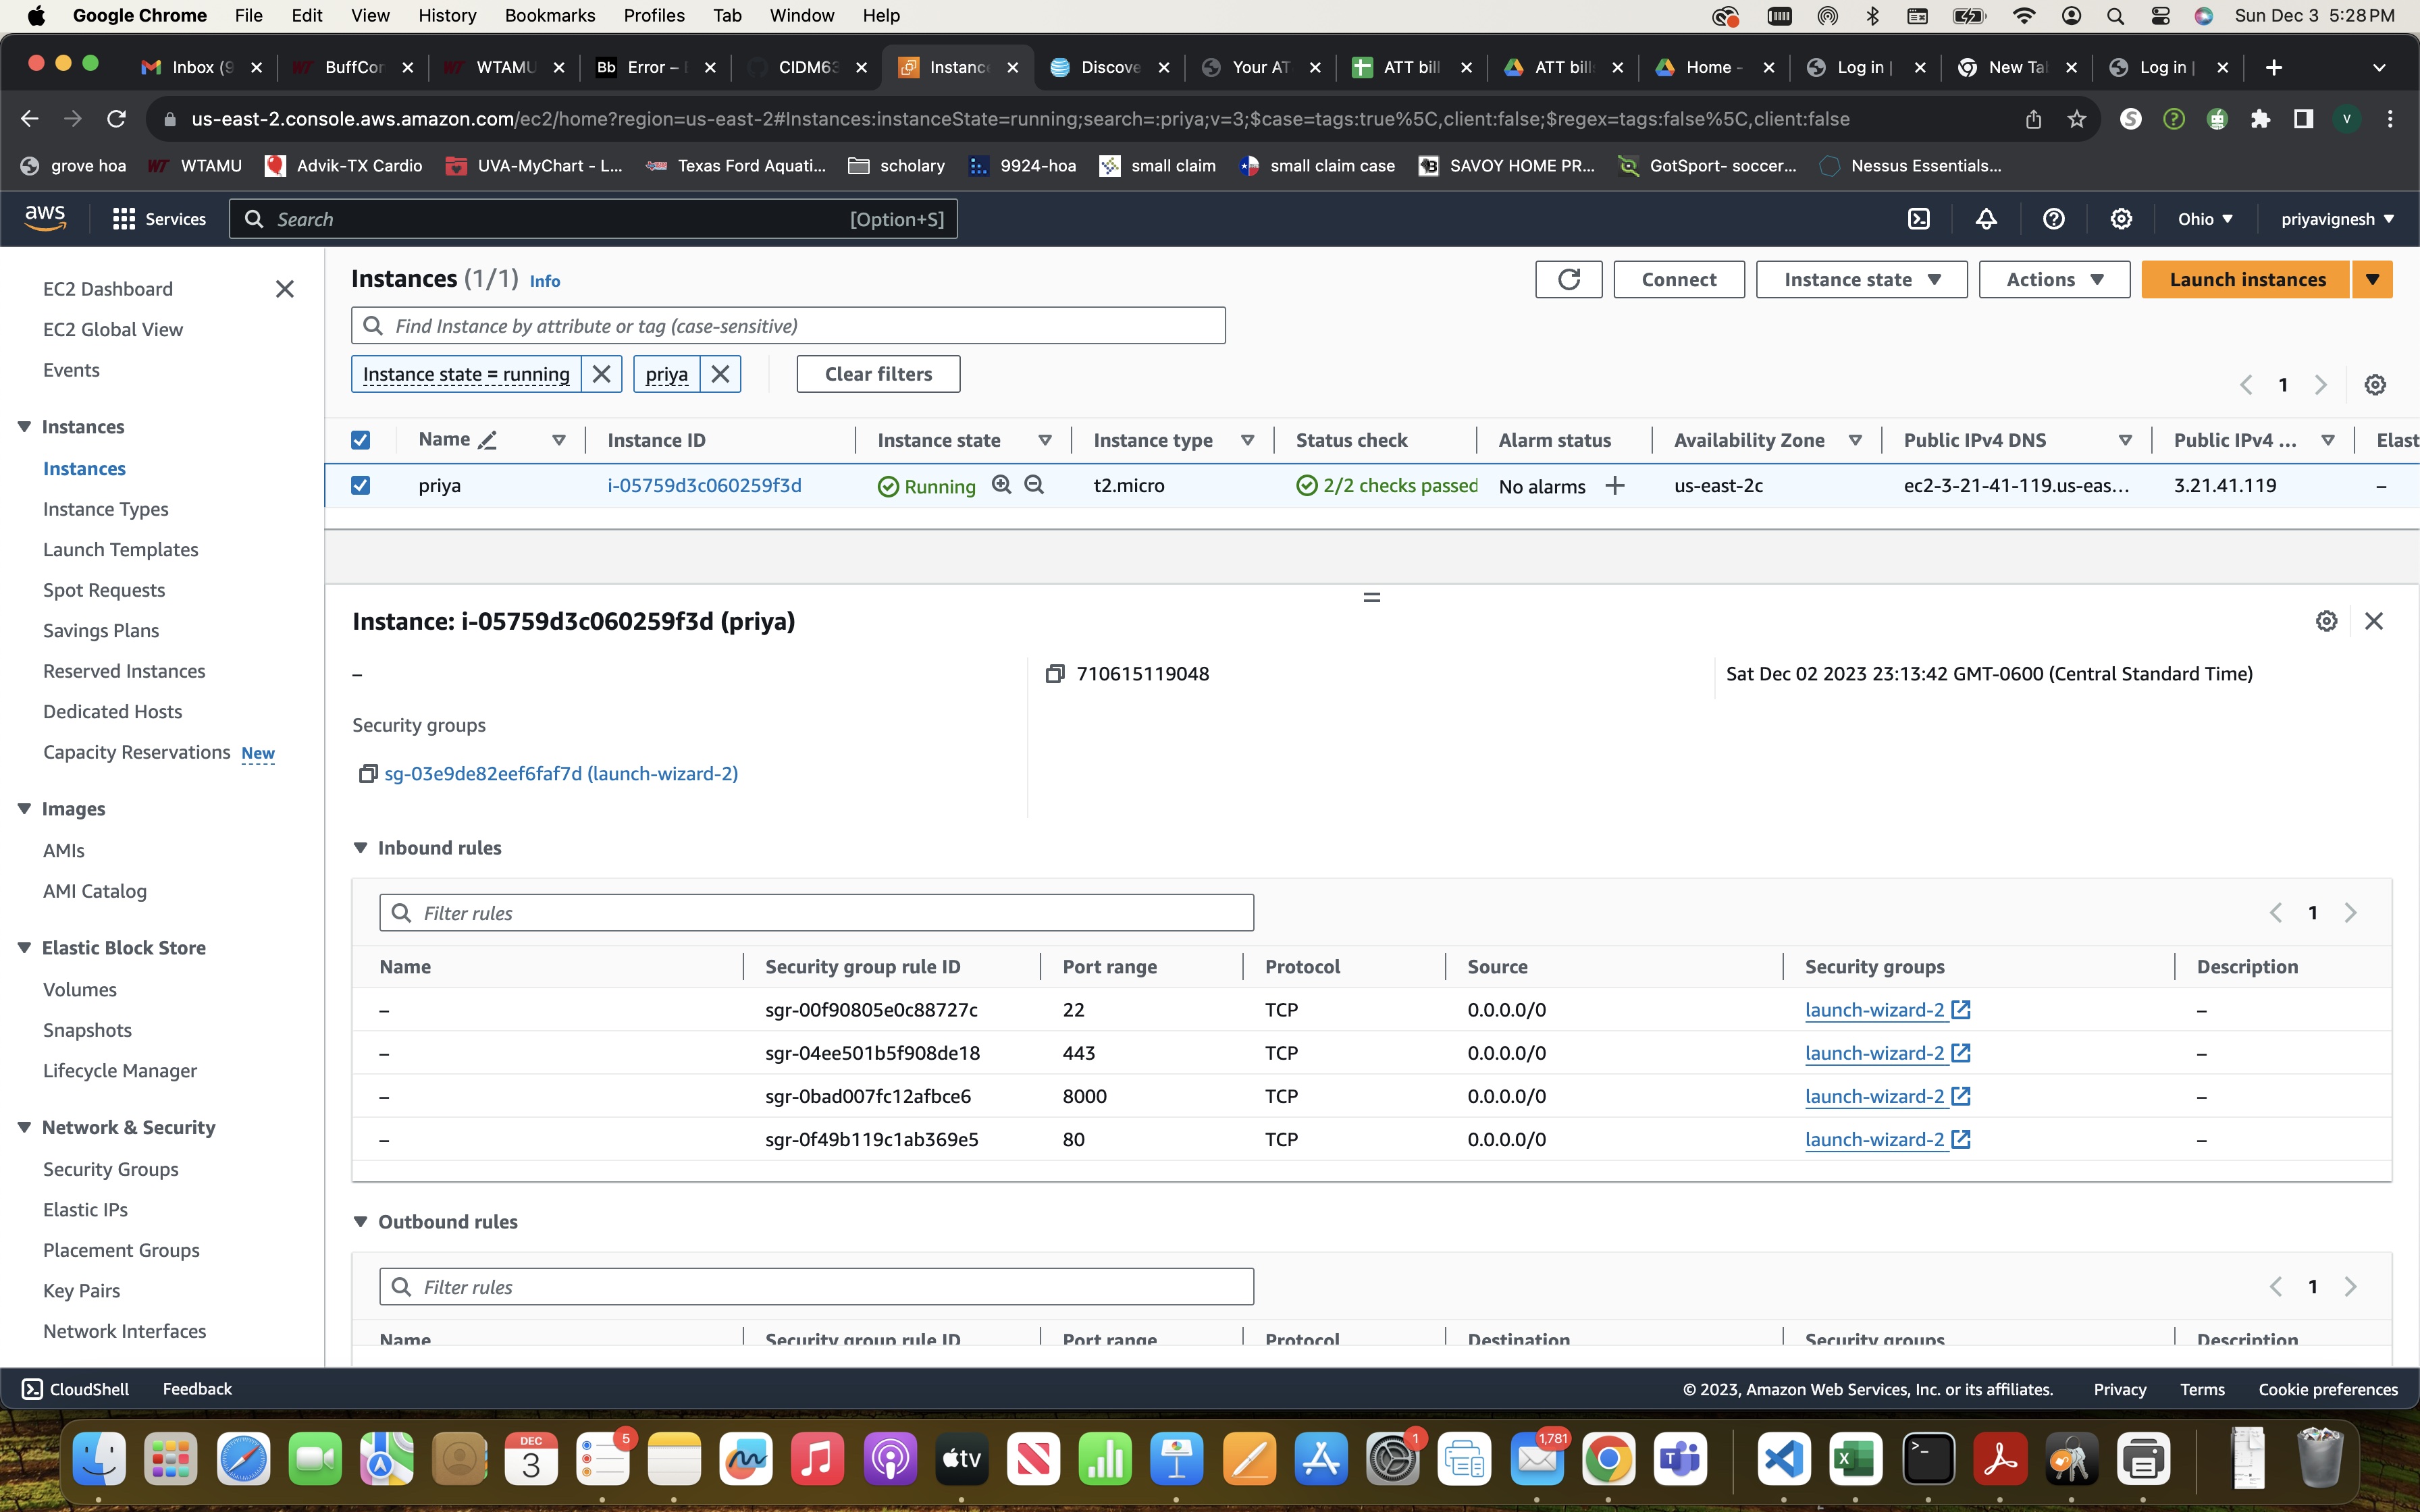 Google Chrome File Edit View History Bookmarks Profiles Tab Window Help Sun Dec 3 5:28 PM
Inbox (9 BuffCor WTAMU Bb Error – CIDM63 Instanc Discove Your AT ATT bill ATT bill Home - Log in | New Ta Log in |
us-east-2.console.aws.amazon.com/ec2/home?region=us-east-2#Instances:instanceState=running;search=:priya;v=3;$case=tags:true%5C,client:false;$regex=tags:false%5C,client:false V
grove hoa WT WTAMU Advik-TX Cardio UVA-MyChart - L... Texas Ford Aquati... scholary 9924-hoa small claim small claim case SAVOY HOME PR... GotSport- soccer... Nessus Essentials...
aws Services Search [Option+S] Ohio priyavignesh
EC2 Dashboard
EC2 Global View
Events
Instances
Instances
Instance Types
Launch Templates
Spot Requests
Savings Plans
Reserved Instances
Dedicated Hosts
Capacity Reservations New
Images
AMIs
AMI Catalog
Elastic Block Store
Volumes
Snapshots
Lifecycle Manager
Network & Security
Security Groups
Elastic IPs
Placement Groups
Key Pairs
Network Interfaces
Instances (1/1) Info Connect Instance state Actions Launch instances
Find Instance by attribute or tag (case-sensitive)
Instance state = running priya Clear filters 1
Name Instance ID Instance state Instance type Status check Alarm status Availability Zone Public IPv4 DNS Public IPv4 ... Elast
priya i-05759d3c060259f3d Running t2.micro 2/2 checks passed No alarms + us-east-2c ec2-3-21-41-119.us-eas... 3.21.41.119 –
Instance: i-05759d3c060259f3d (priya)
– 710615119048 Sat Dec 02 2023 23:13:42 GMT-0600 (Central Standard Time)
Security groups
sg-03e9de82eef6faf7d (launch-wizard-2)
Inbound rules
Filter rules 1
Name Security group rule ID Port range Protocol Source Security groups Description
– sgr-00f90805e0c88727c 22 TCP 0.0.0.0/0 launch-wizard-2 –
– sgr-04ee501b5f908de18 443 TCP 0.0.0.0/0 launch-wizard-2 –
– sgr-0bad007fc12afbce6 8000 TCP 0.0.0.0/0 launch-wizard-2 –
– sgr-0f49b119c1ab369e5 80 TCP 0.0.0.0/0 launch-wizard-2 –
Outbound rules
Filter rules 1
Name Security group rule ID Port range Protocol Destination Security groups Description
CloudShell Feedback © 2023, Amazon Web Services, Inc. or its affiliates. Privacy Terms Cookie preferences
DEC 3 5 tv 1 1,781